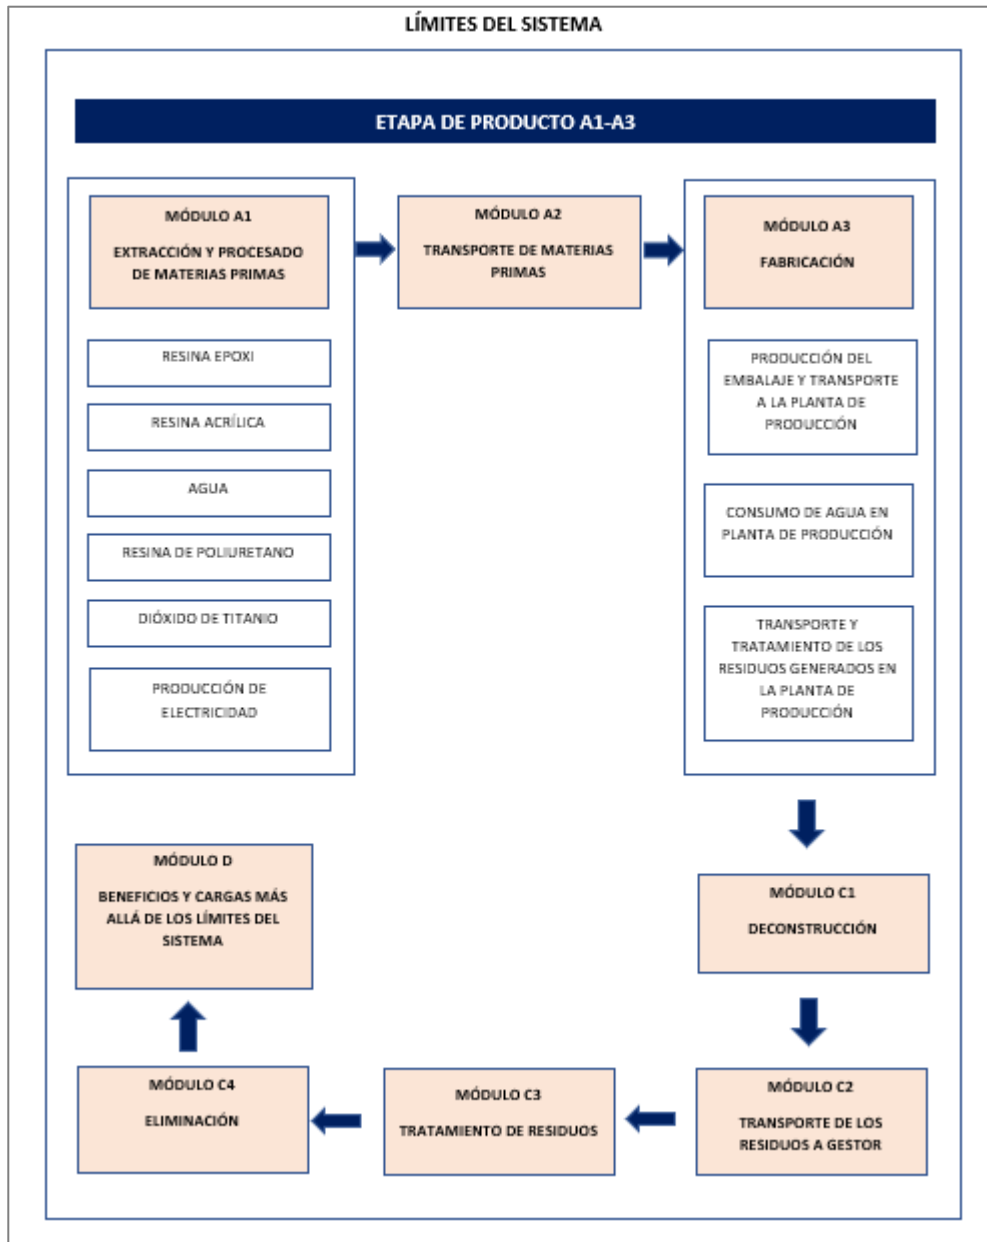 LÍMITES DEL SISTEMA
ETAPA DE PRODUCTO A1-A3
MÓDULO A1
EXTRACCIÓN Y PROCESADO
DE MATERIAS PRIMAS
RESINA EPOXI
RESINA ACRÍLICA
AGUA
RESINA DE POLIURETANO
DIÓXIDO DE TITANIO
PRODUCCIÓN DE
ELECTRICIDAD
MÓDULO A2
TRANSPORTE DE MATERIAS
PRIMAS
MÓDULO A3
FABRICACIÓN
PRODUCCIÓN DEL
EMBALAJE Y TRANSPORTE
A LA PLANTA DE
PRODUCCIÓN
CONSUMO DE AGUA EN
PLANTA DE PRODUCCIÓN
TRANSPORTE Y
TRATAMIENTO DE LOS
RESIDUOS GENERADOS EN
LA PLANTA DE
PRODUCCIÓN
MÓDULO C1
DECONSTRUCCIÓN
MÓDULO C2
TRANSPORTE DE LOS
RESIDUOS A GESTOR
MÓDULO C3
TRATAMIENTO DE RESIDUOS
MÓDULO C4
ELIMINACIÓN
MÓDULO D
BENEFICIOS Y CARGAS MÁS
ALLÁ DE LOS LÍMITES DEL
SISTEMA